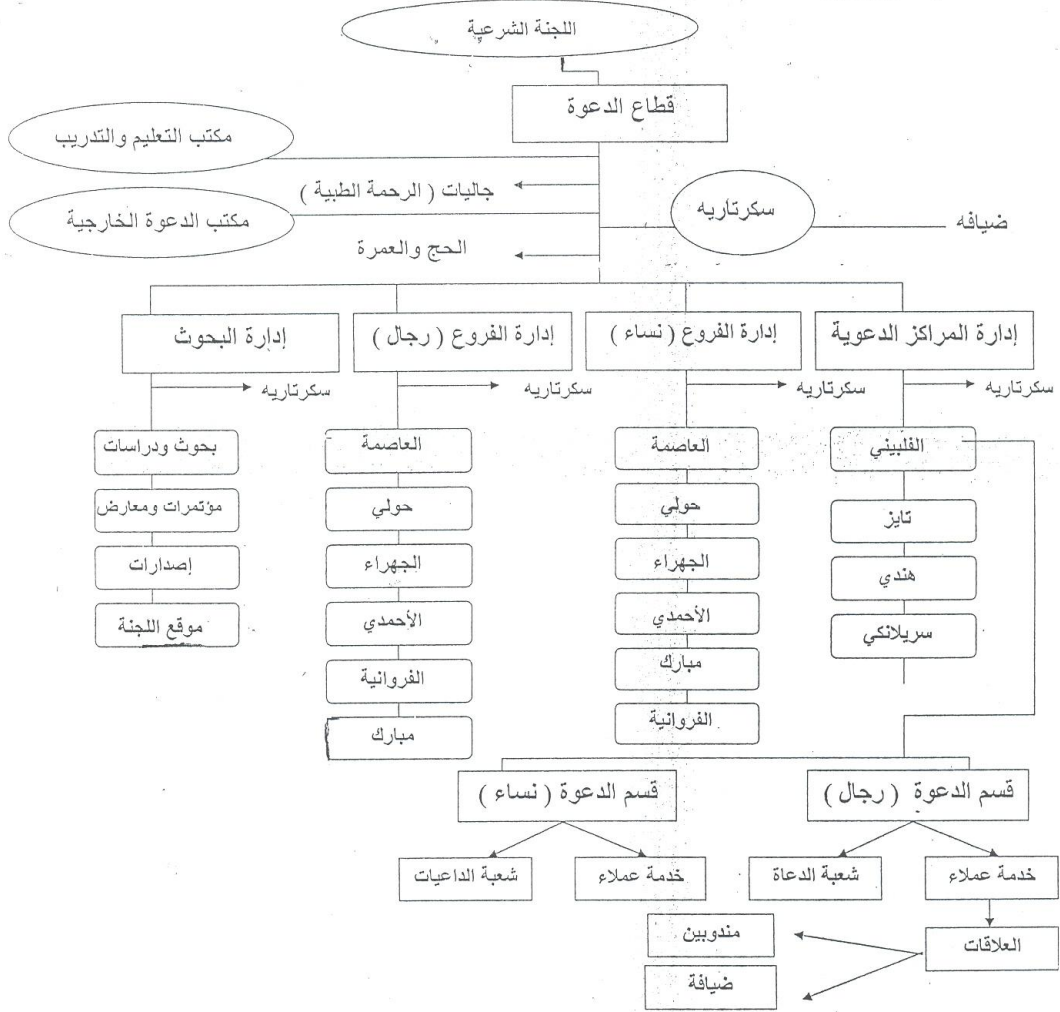 اللجنة الشرعية
قطاع الدعوة
مكتب التعليم والتدريب
جاليات ( الرحمة الطبية )
مكتب الدعوة الخارجية
سكرتاريه
ضيافه
الحج والعمرة
إدارة المراكز الدعوية
إدارة الفروع ( نساء )
إدارة الفروع ( رجال )
إدارة البحوث
سكرتاريه
سكرتاريه
سكرتاريه
سكرتاريه
الفلبيني
تايز
هندي
سريلانكي
العاصمة
حولي
الجهراء
الأحمدي
مبارك
الفروانية
العاصمة
حولي
الجهراء
الأحمدي
الفروانية
مبارك
بحوث ودراسات
مؤتمرات ومعارض
إصدارات
موقع اللجنة
قسم الدعوة ( رجال )
قسم الدعوة ( نساء )
خدمة عملاء
شعبة الدعاة
خدمة عملاء
شعبة الداعيات
العلاقات
مندوبين
ضيافة